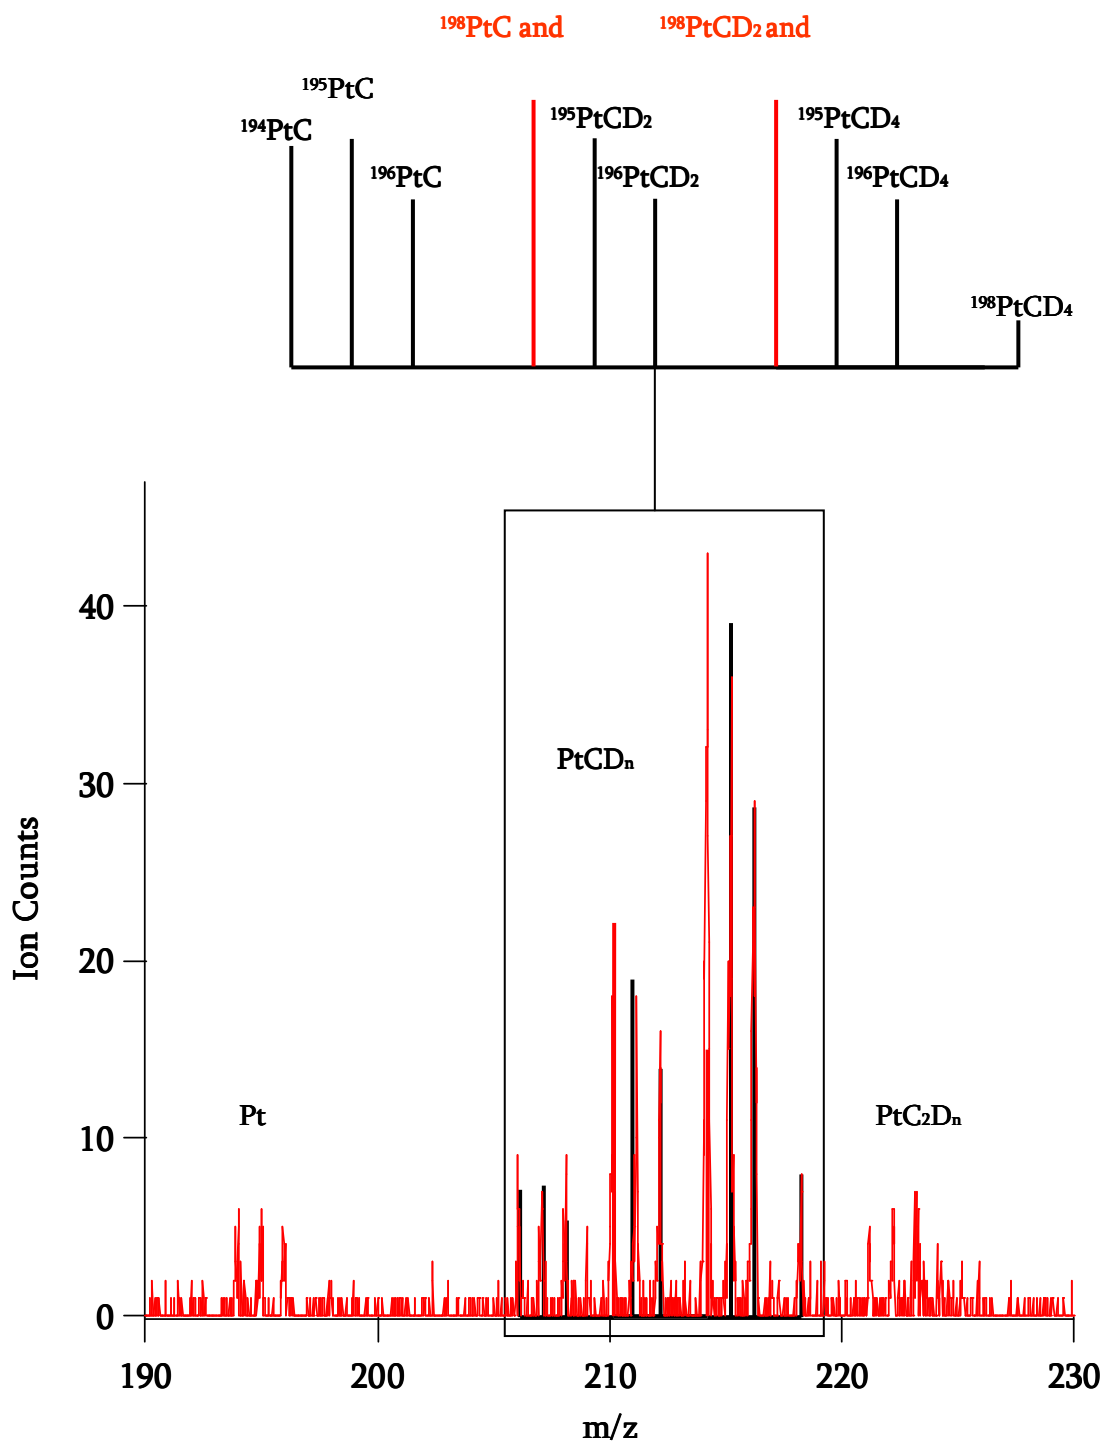 ¹⁹⁸PtC and
¹⁹⁸PtCD₂ and
¹⁹⁵PtC
¹⁹⁴PtC
¹⁹⁶PtC
¹⁹⁵PtCD₂
¹⁹⁶PtCD₂
¹⁹⁵PtCD₄
¹⁹⁶PtCD₄
¹⁹⁸PtCD₄
40
30
20
10
0
Ion Counts
PtCDₙ
Pt
PtC₂Dₙ
190
200
210
220
230
m/z